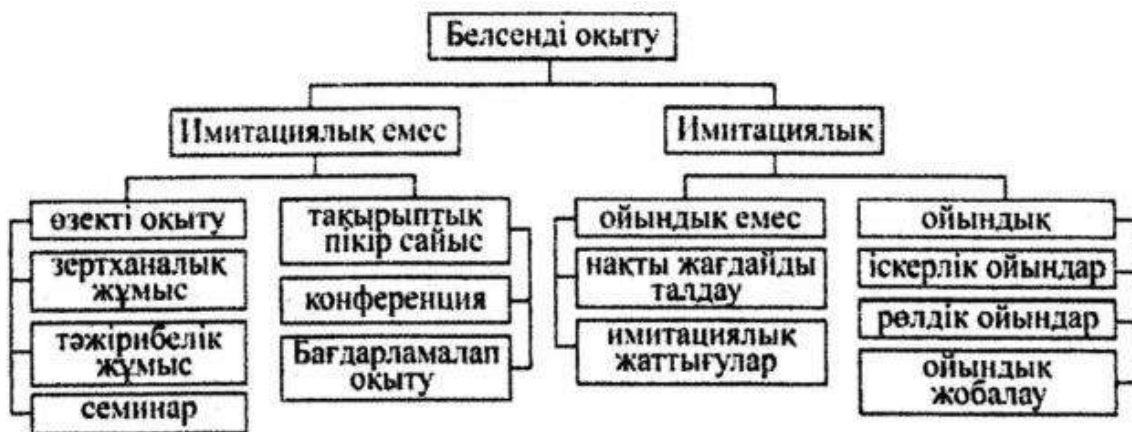 Белсенді оқыту
Имитациялық емес
Имитациялық
өзекті оқыту
зертханалық
жұмыс
тәжірибелік
жұмыс
семинар
тақырыптық
пікір сайыс
конференция
Бағдарламалап
оқыту
ойындық емес
нақты жағдайды
талдау
имитациялық
жаттығулар
ойындық
іскерлік ойындар
рөлдік ойындар
ойындық
жобалау